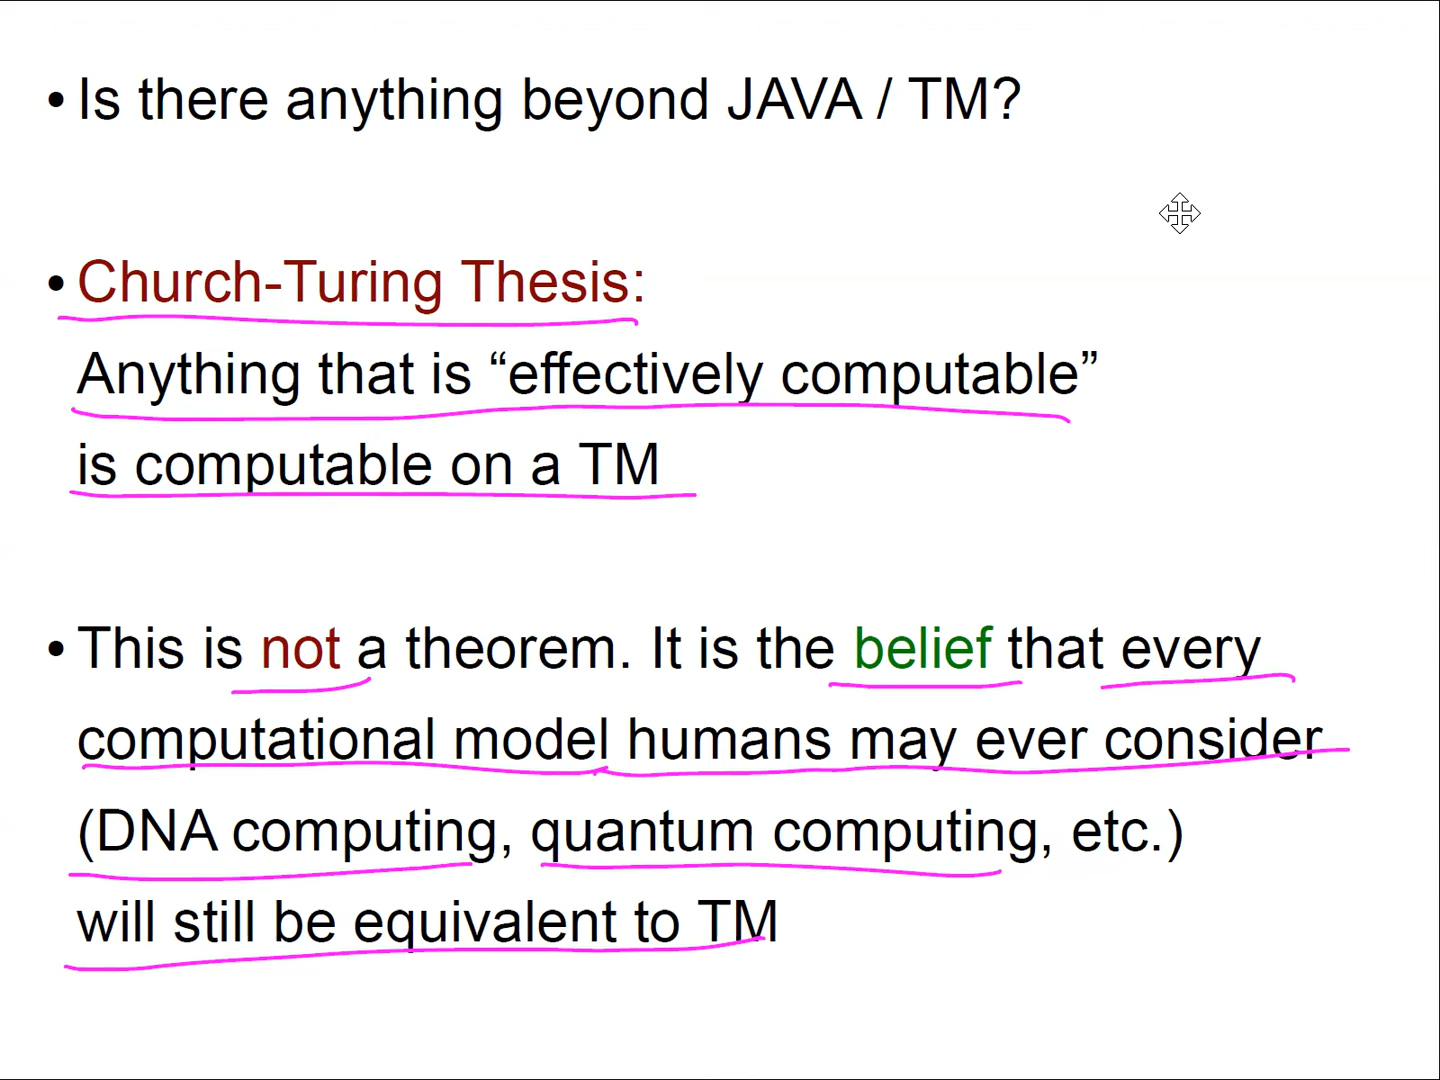 • Is there anything beyond JAVA / TM?
• Church-Turing Thesis:
Anything that is “effectively computable”
is computable on a TM
• This is not a theorem. It is the belief that every
computational model humans may ever consider
(DNA computing, quantum computing, etc.)
will still be equivalent to TM